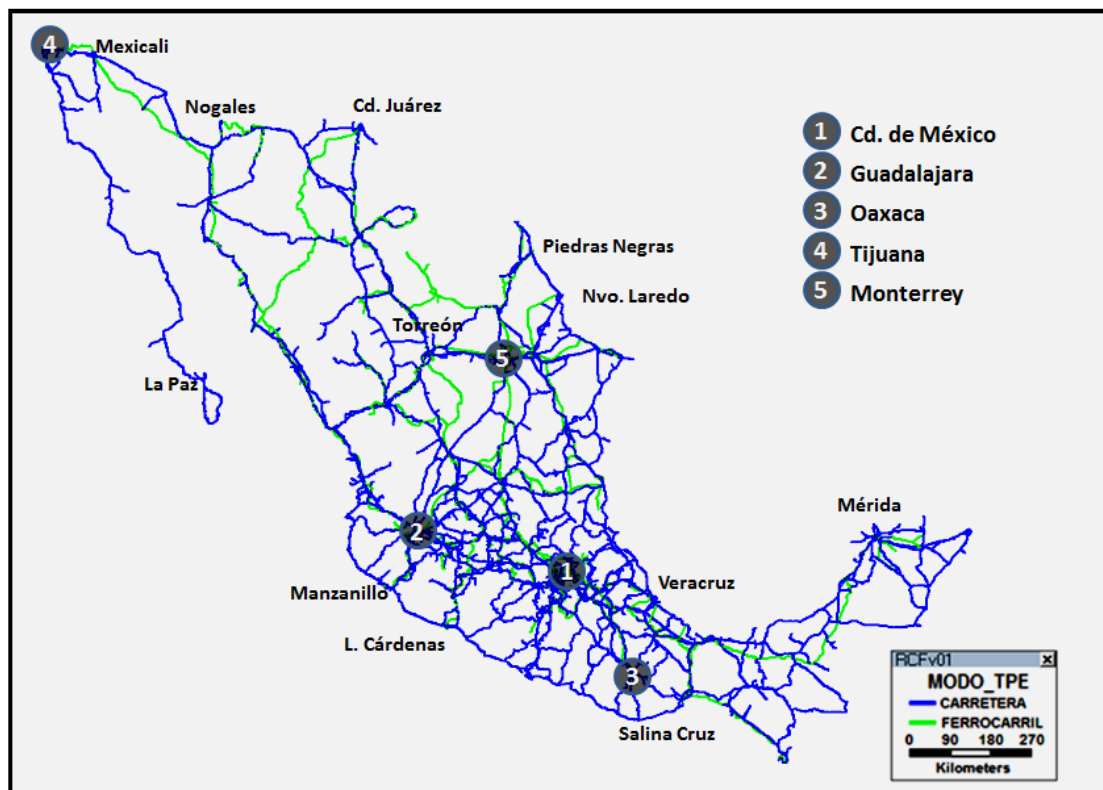 4
Mexicali
Nogales
Cd. Juárez
1 Cd. de México
2 Guadalajara
3 Oaxaca
4 Tijuana
5 Monterrey
Piedras Negras
Nvo. Laredo
Torreón
5
La Paz
Mérida
2
1
Manzanillo
Veracruz
L. Cárdenas
3
Salina Cruz
RCFv01
MODO_TPE
CARRETERA
FERROCARRIL
0 90 180 270
Kilometers